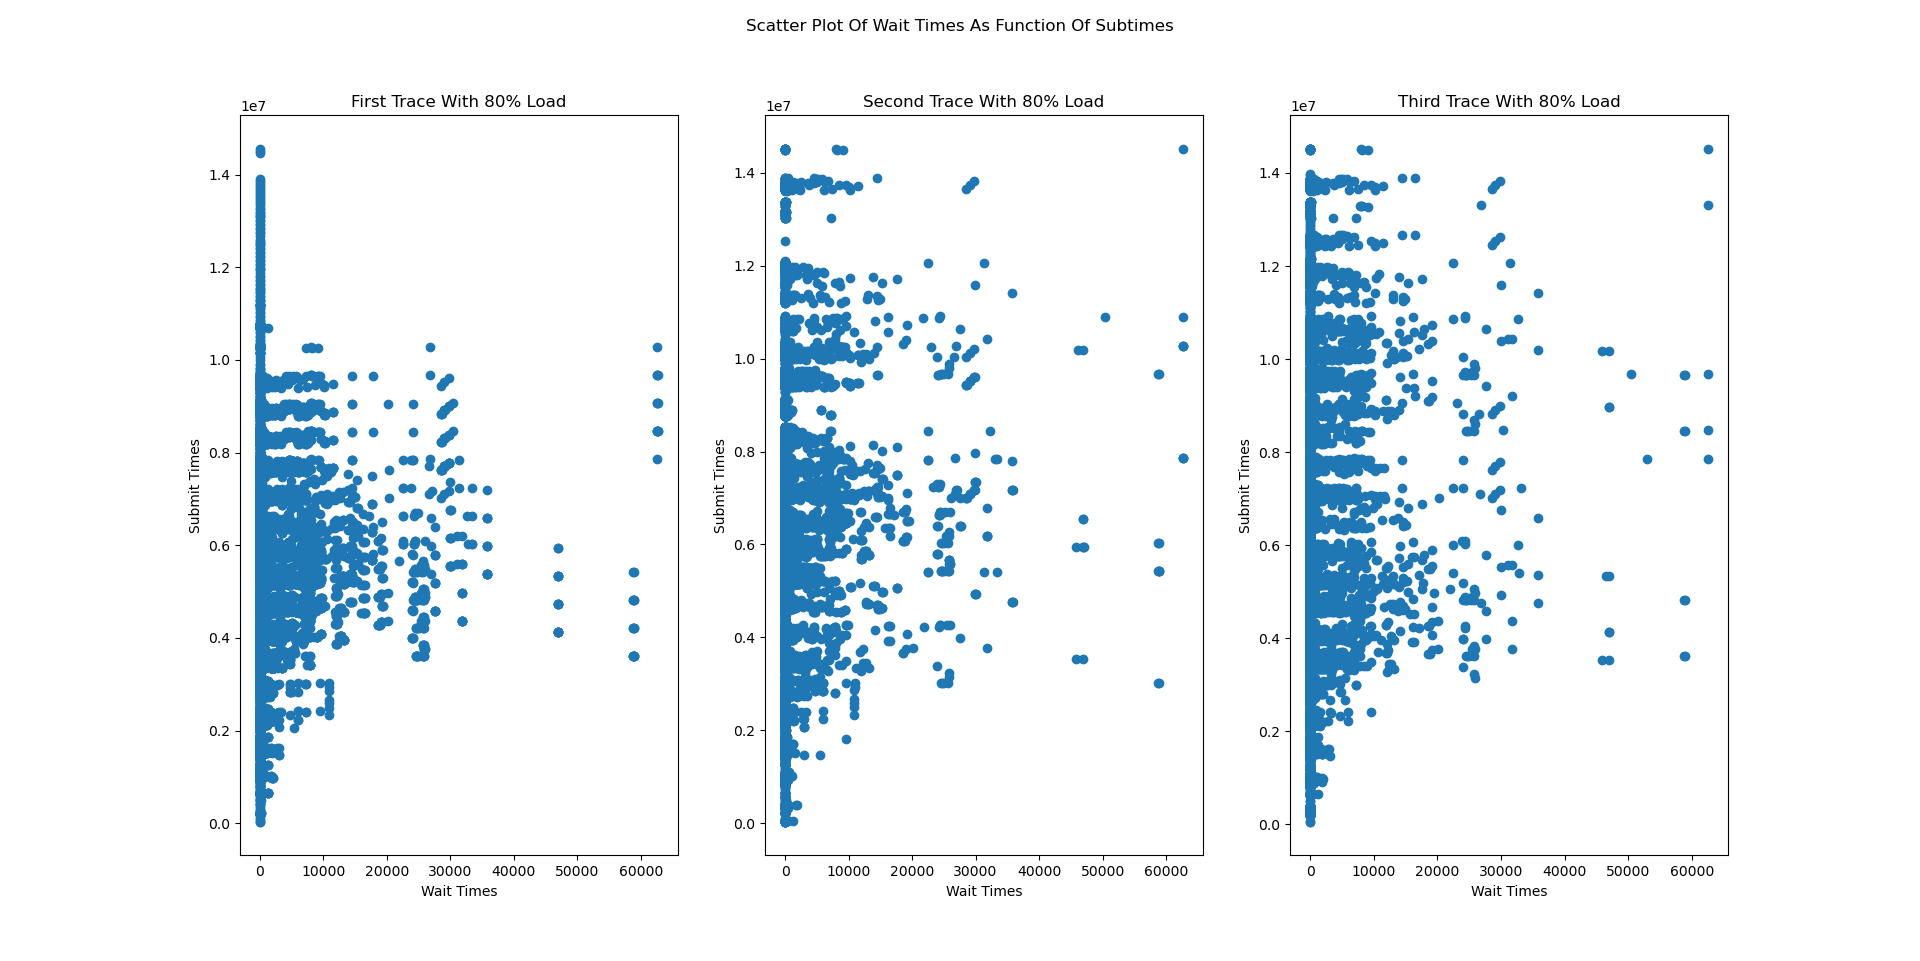 Scatter Plot Of Wait Times As Function Of Subtimes
First Trace With 80% Load
1e7
1.4
1.2
1.0
0.8
0.6
0.4
0.2
0.0
Submit Times
0 10000 20000 30000 40000 50000 60000
Wait Times
Second Trace With 80% Load
1e7
1.4
1.2
1.0
0.8
0.6
0.4
0.2
0.0
Submit Times
0 10000 20000 30000 40000 50000 60000
Wait Times
Third Trace With 80% Load
1e7
1.4
1.2
1.0
0.8
0.6
0.4
0.2
0.0
Submit Times
0 10000 20000 30000 40000 50000 60000
Wait Times